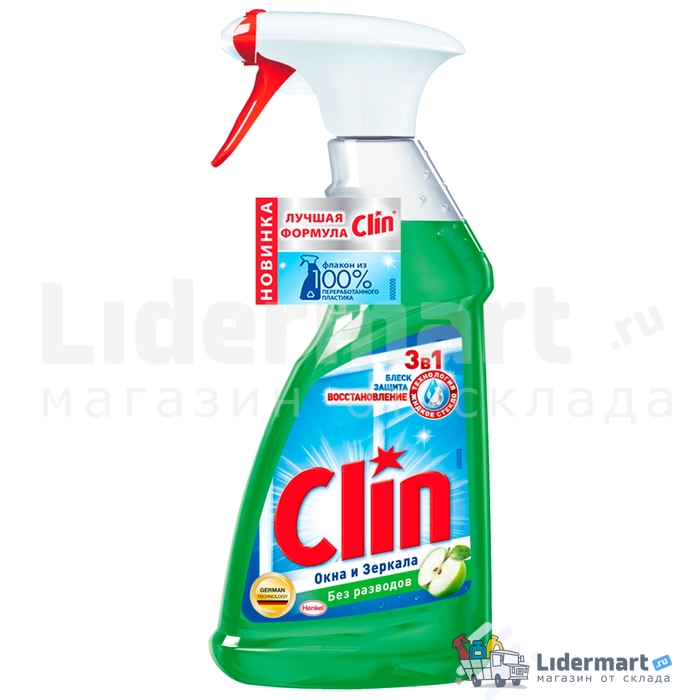 НОВИНКА
ЛУЧШАЯ
ФОРМУЛА Clin
флакон из
100%
ПЕРЕРАБОТАННОГО
ПЛАСТИКА
Lidermart.ru
магазин от склада
3в1
БЛЕСК
ЗАЩИТА
ВОССТАНОВЛЕНИЕ
ТЕХНОЛОГИЯ
ЖИДКОЕ СТЕКЛО
Clin
Окна и Зеркала
Без разводов
GERMAN
TECHNOLOGY
Henkel
Lidermart.ru
магазин от склада